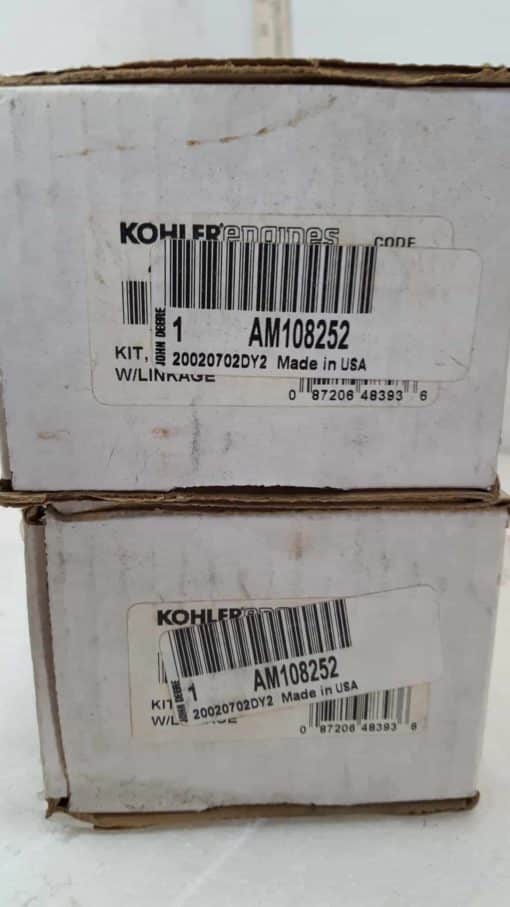 KOHLER engines CODE
JOHN DEERE
1 AM108252
20020702DY2 Made in USA
KIT,
W/LINKAGE
0 87206 48393 6
KOHLER
JOHN DEERE
1 AM108252
20020702DY2 Made in USA
KIT
0 87206 48393 6